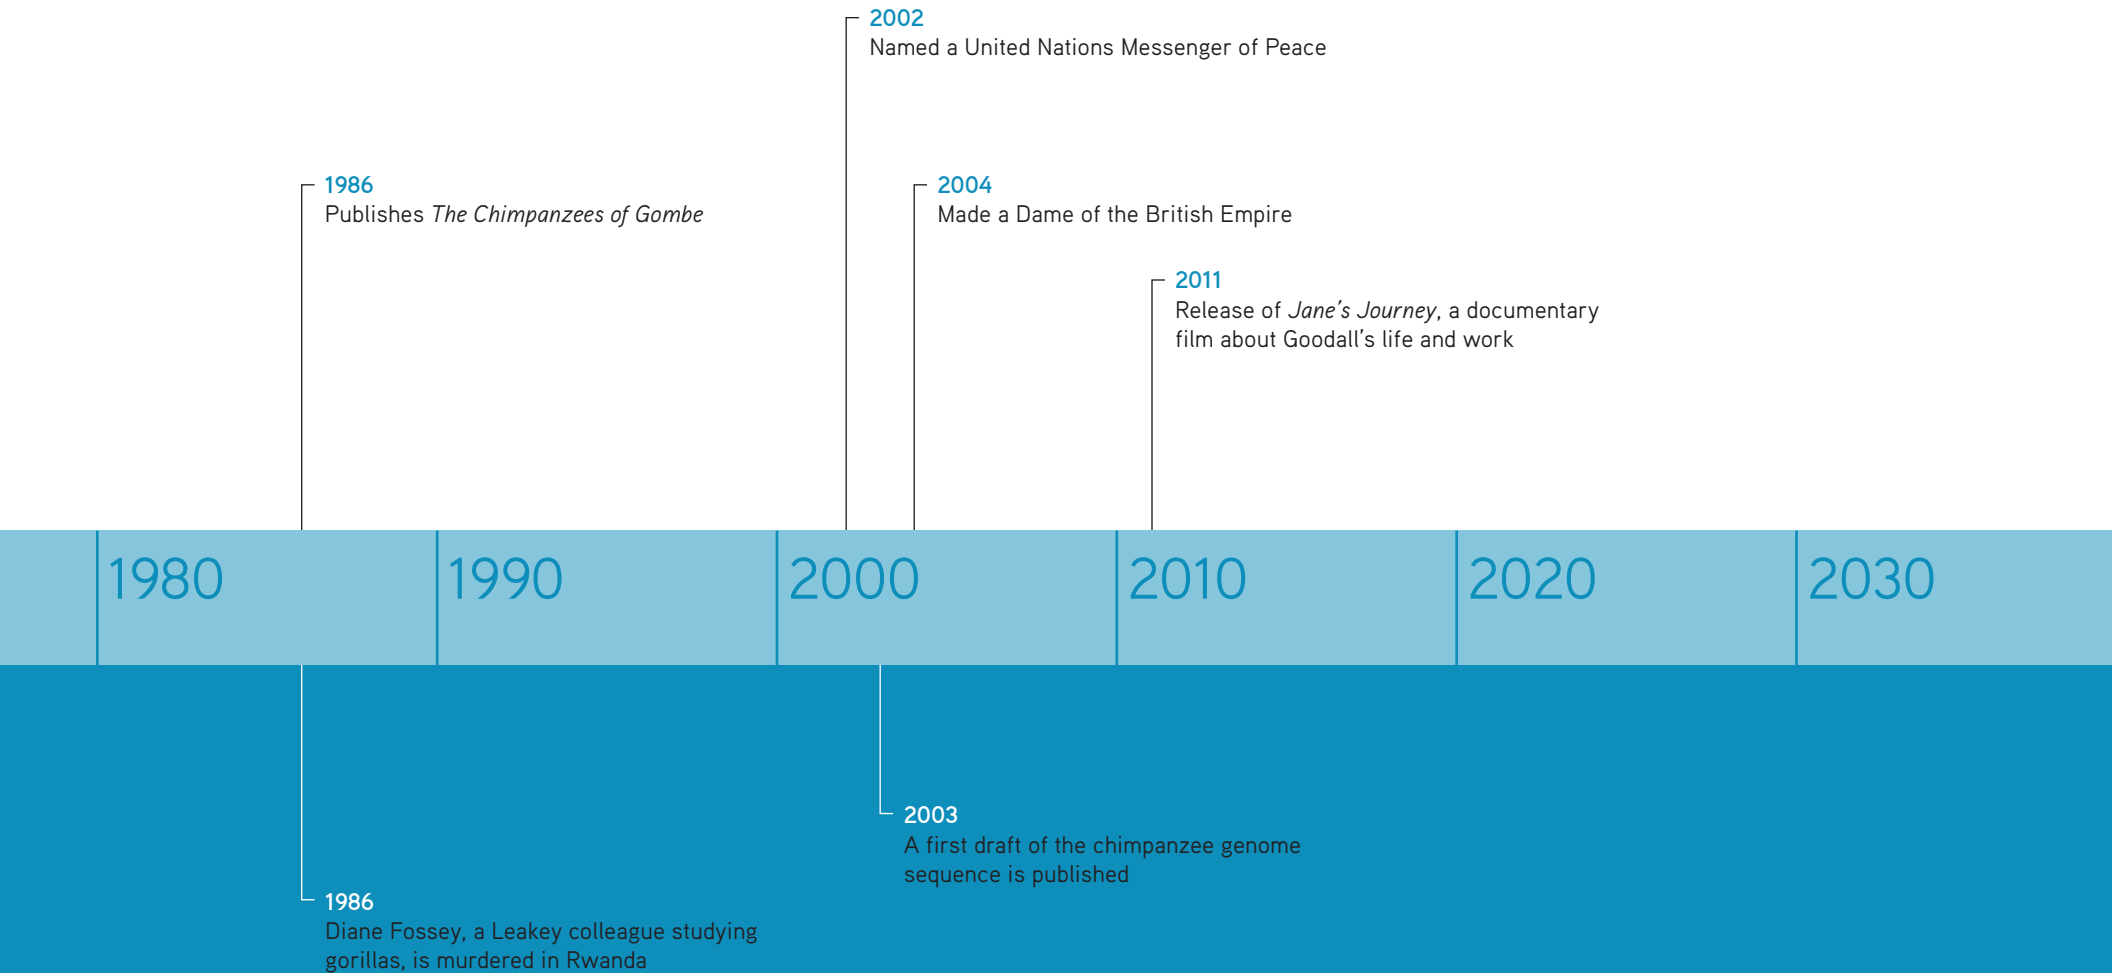 2002
Named a United Nations Messenger of Peace
1986
Publishes The Chimpanzees of Gombe
2004
Made a Dame of the British Empire
2011
Release of Jane’s Journey, a documentary
film about Goodall’s life and work
1980
1990
2000
2010
2020
2030
2003
A first draft of the chimpanzee genome
sequence is published
1986
Diane Fossey, a Leakey colleague studying
gorillas, is murdered in Rwanda